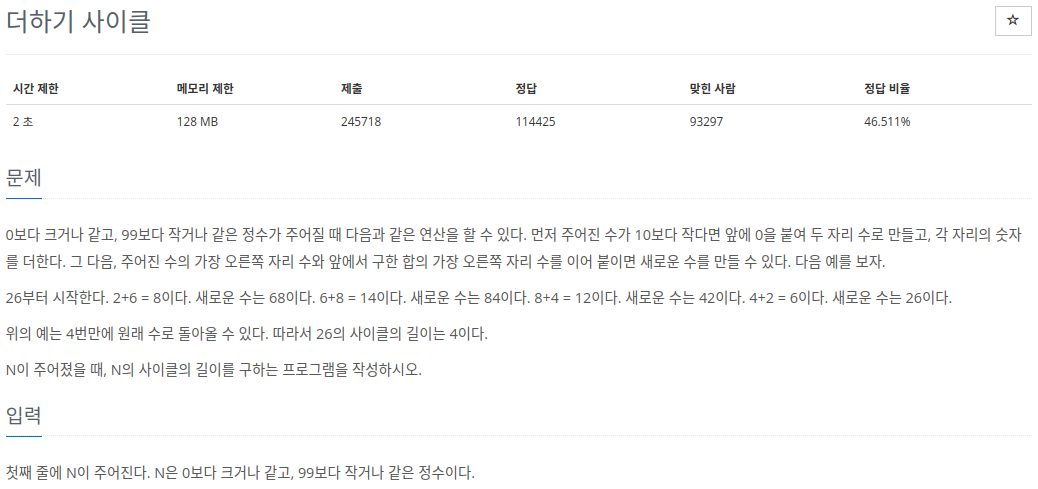 더하기 사이클
☆
시간 제한 메모리 제한 제출 정답 맞힌 사람 정답 비율
2 초 128 MB 245718 114425 93297 46.511%
문제
0보다 크거나 같고, 99보다 작거나 같은 정수가 주어질 때 다음과 같은 연산을 할 수 있다. 먼저 주어진 수가 10보다 작다면 앞에 0을 붙여 두 자리 수로 만들고, 각 자리의 숫자
를 더한다. 그 다음, 주어진 수의 가장 오른쪽 자리 수와 앞에서 구한 합의 가장 오른쪽 자리 수를 이어 붙이면 새로운 수를 만들 수 있다. 다음 예를 보자.
26부터 시작한다. 2+6 = 8이다. 새로운 수는 68이다. 6+8 = 14이다. 새로운 수는 84이다. 8+4 = 12이다. 새로운 수는 42이다. 4+2 = 6이다. 새로운 수는 26이다.
위의 예는 4번만에 원래 수로 돌아올 수 있다. 따라서 26의 사이클의 길이는 4이다.
N이 주어졌을 때, N의 사이클의 길이를 구하는 프로그램을 작성하시오.
입력
첫째 줄에 N이 주어진다. N은 0보다 크거나 같고, 99보다 작거나 같은 정수이다.